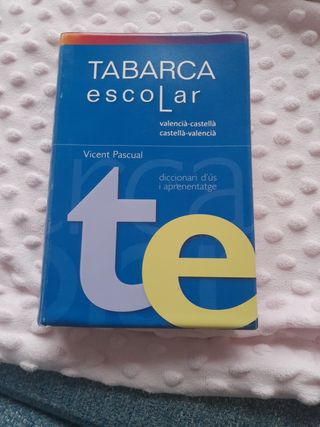 TABARCA
escoLar
valencià-castellà
castellà-valencià
Vicent Pascual
diccionari d'ús
i aprenentatge
te